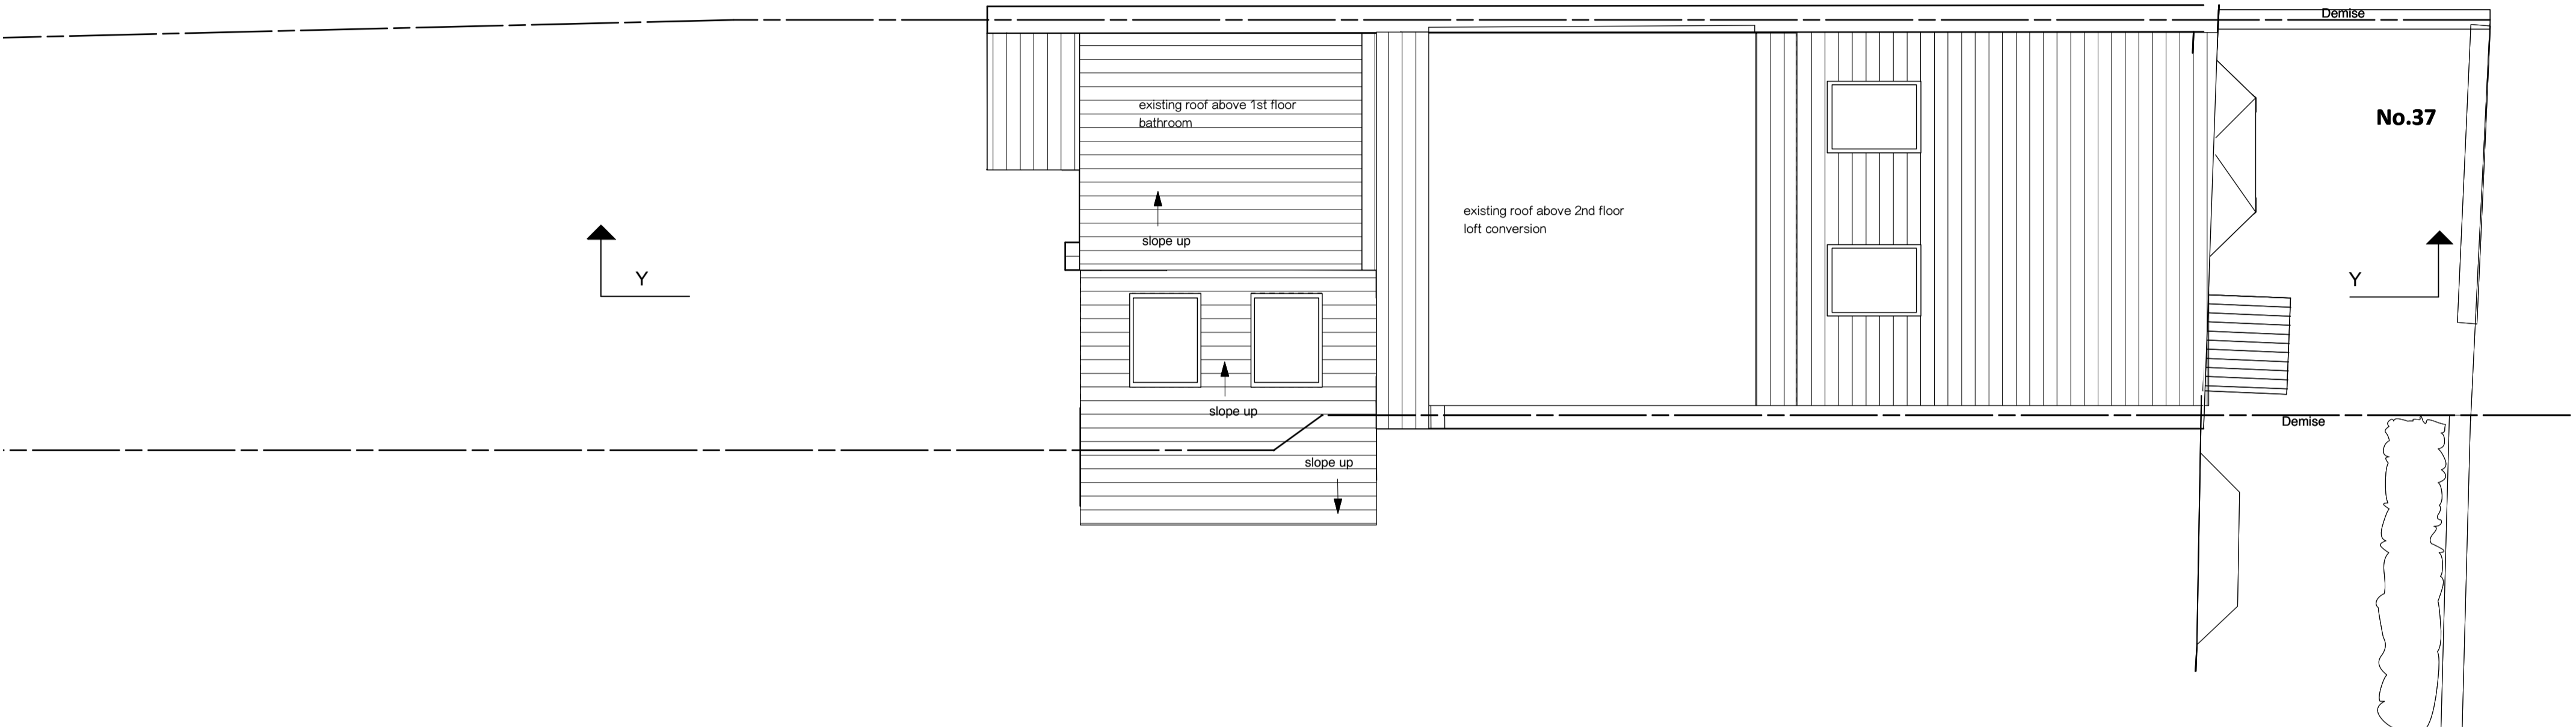 Demise
No.37
existing roof above 1st floor
bathroom
existing roof above 2nd floor
loft conversion
slope up
Y
Y
slope up
Demise
slope up